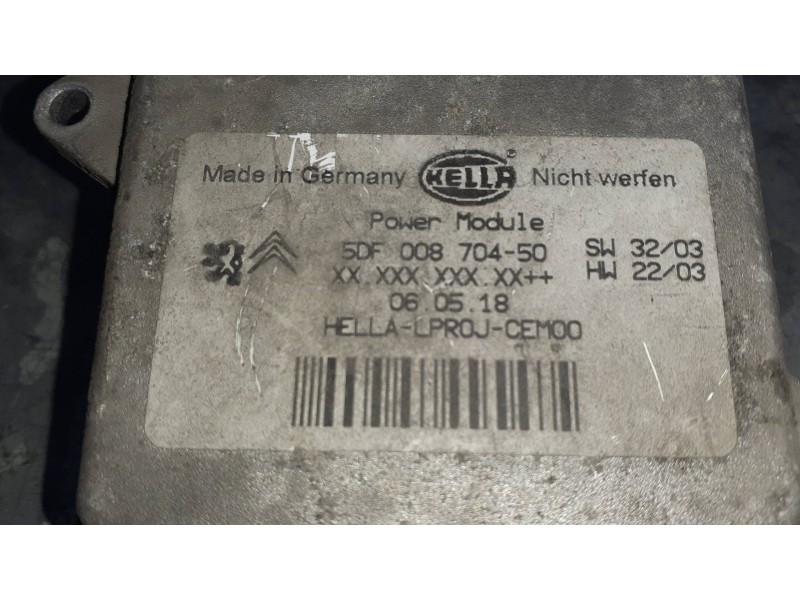 Made in Germany HELLA ® Nicht werfen
Power Module
5DF 008 704-50 SW 32/03
XX.XXX.XXX.XX++ HW 22/03
06.05.18
HELLA-LPROJ-CEM00